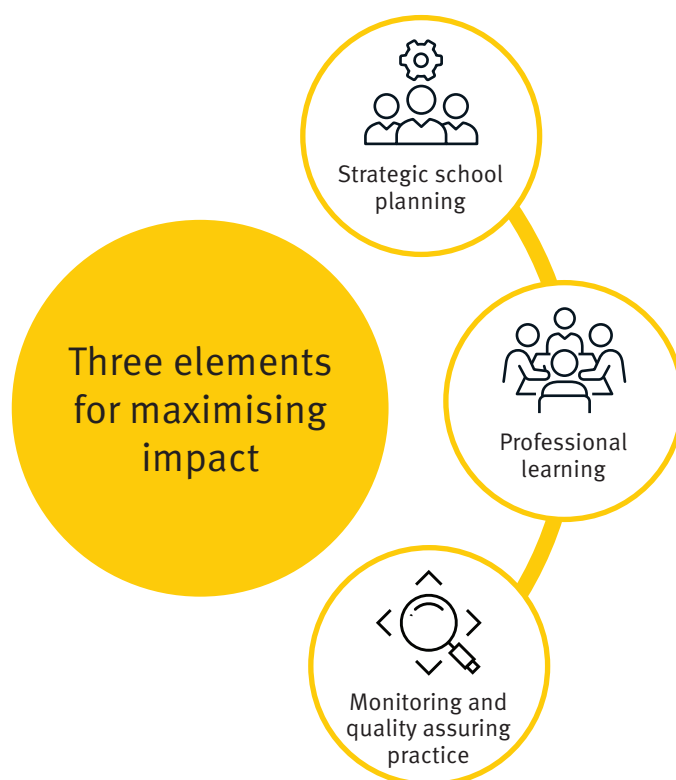 Three elements
for maximising
impact
Strategic school
planning
Professional
learning
Monitoring and
quality assuring
practice